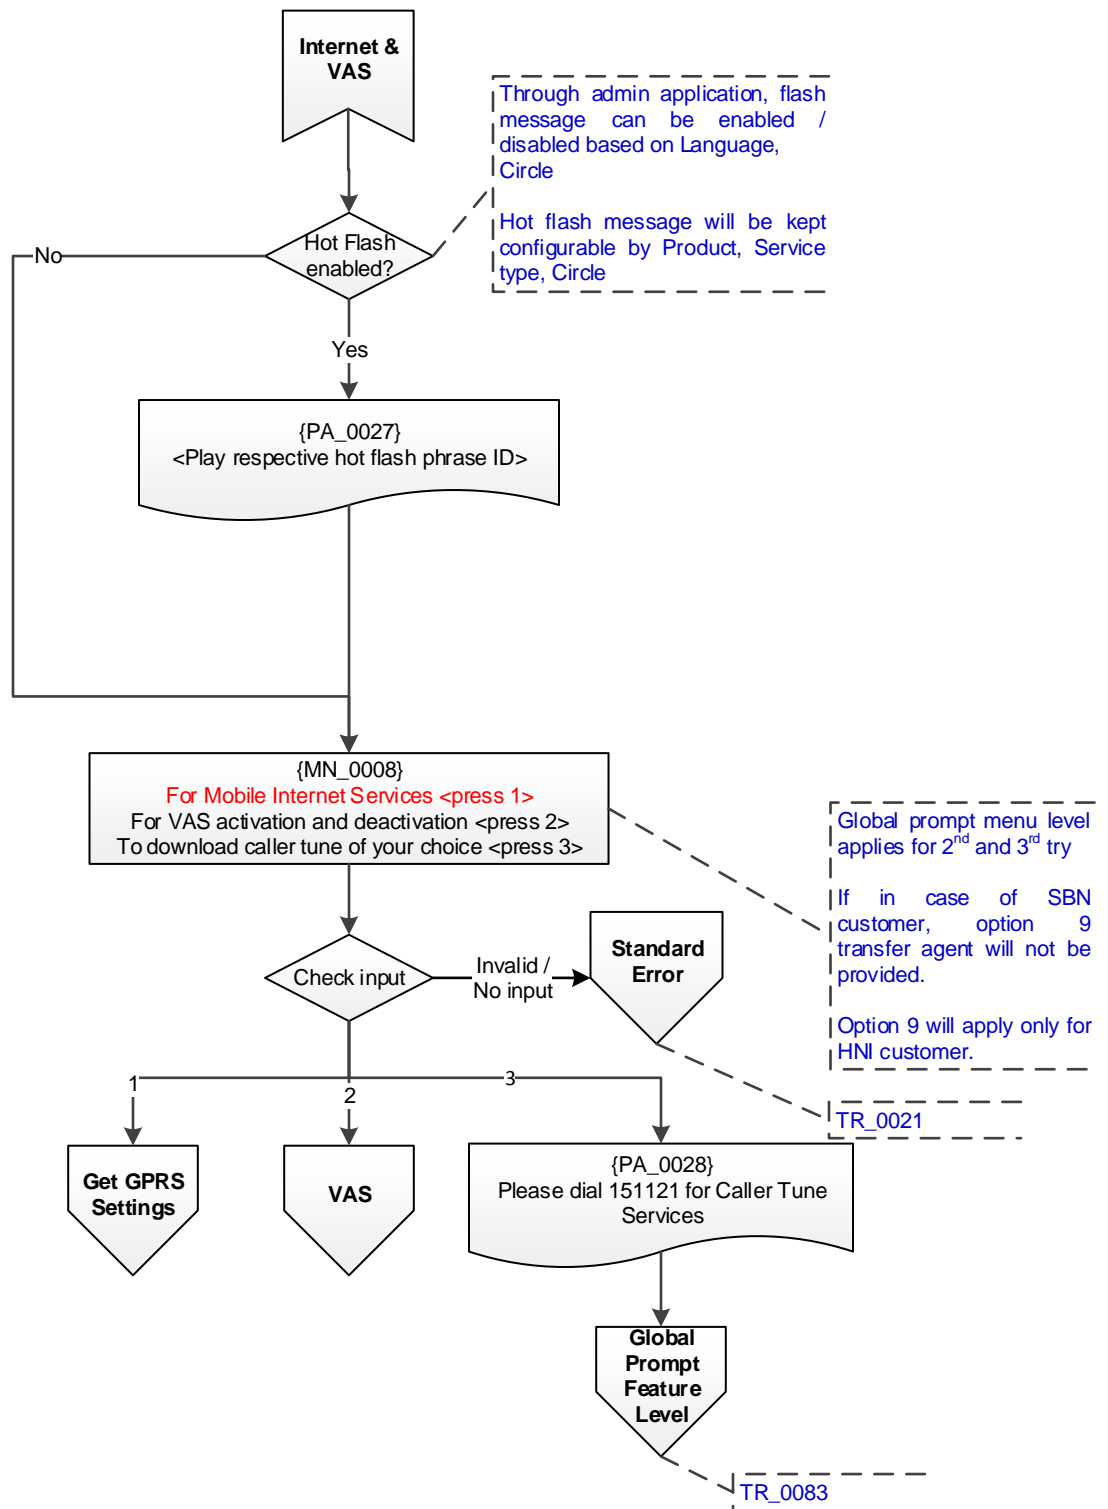 Internet &
VAS
Through admin application, flash
message can be enabled /
disabled based on Language,
Circle
Hot flash message will be kept
configurable by Product, Service
type, Circle
Hot Flash
enabled?
No
Yes
{PA_0027}
<Play respective hot flash phrase ID>
{MN_0008}
For Mobile Internet Services <press 1>
For VAS activation and deactivation <press 2>
To download caller tune of your choice <press 3>
Global prompt menu level
applies for 2nd and 3rd try
If in case of SBN
customer, option 9
transfer agent will not be
provided.
Option 9 will apply only for
HNI customer.
Check input
Invalid /
No input
Standard
Error
TR_0021
1
2
3
Get GPRS
Settings
VAS
{PA_0028}
Please dial 151121 for Caller Tune
Services
Global
Prompt
Feature
Level
TR_0083